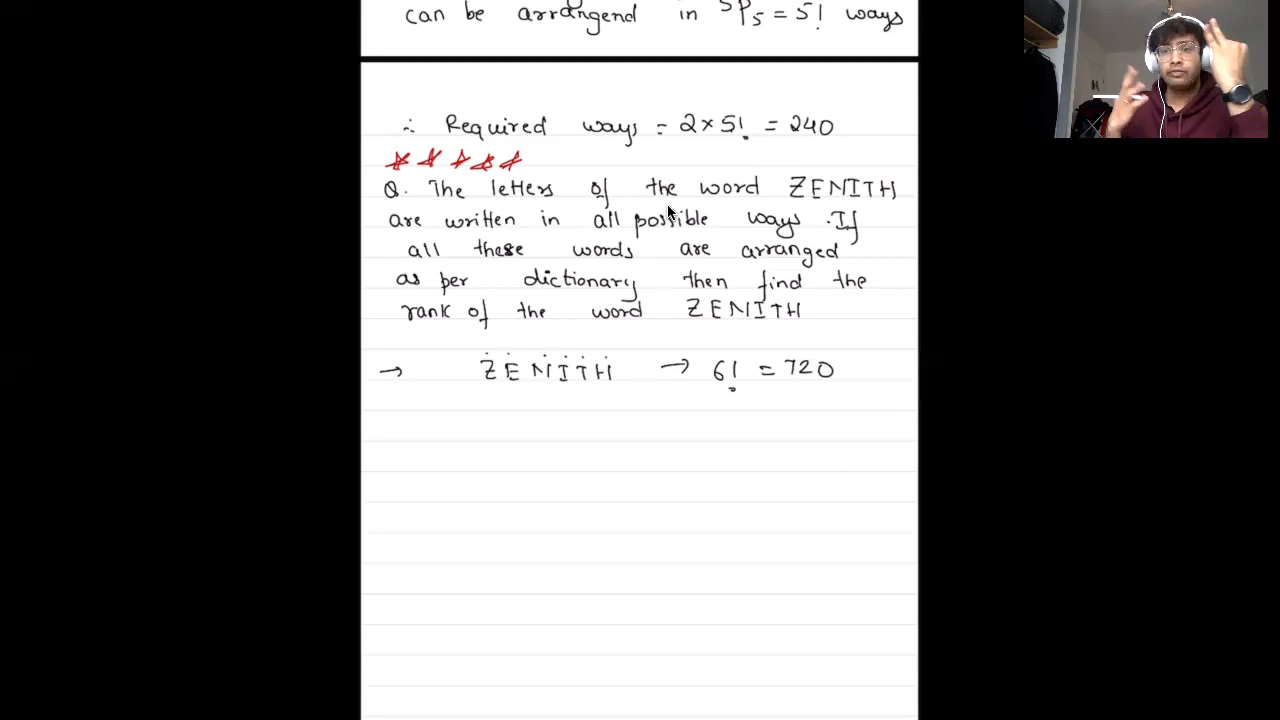 can be arrangend in 5P5 = 5! ways
∴ Required ways = 2 × 5! = 240
Q. The letters of the word ZENITH
are written in all possible ways. If
all these words are arranged
as per dictionary then find the
rank of the word ZENITH
→ ZENITH → 6! = 720